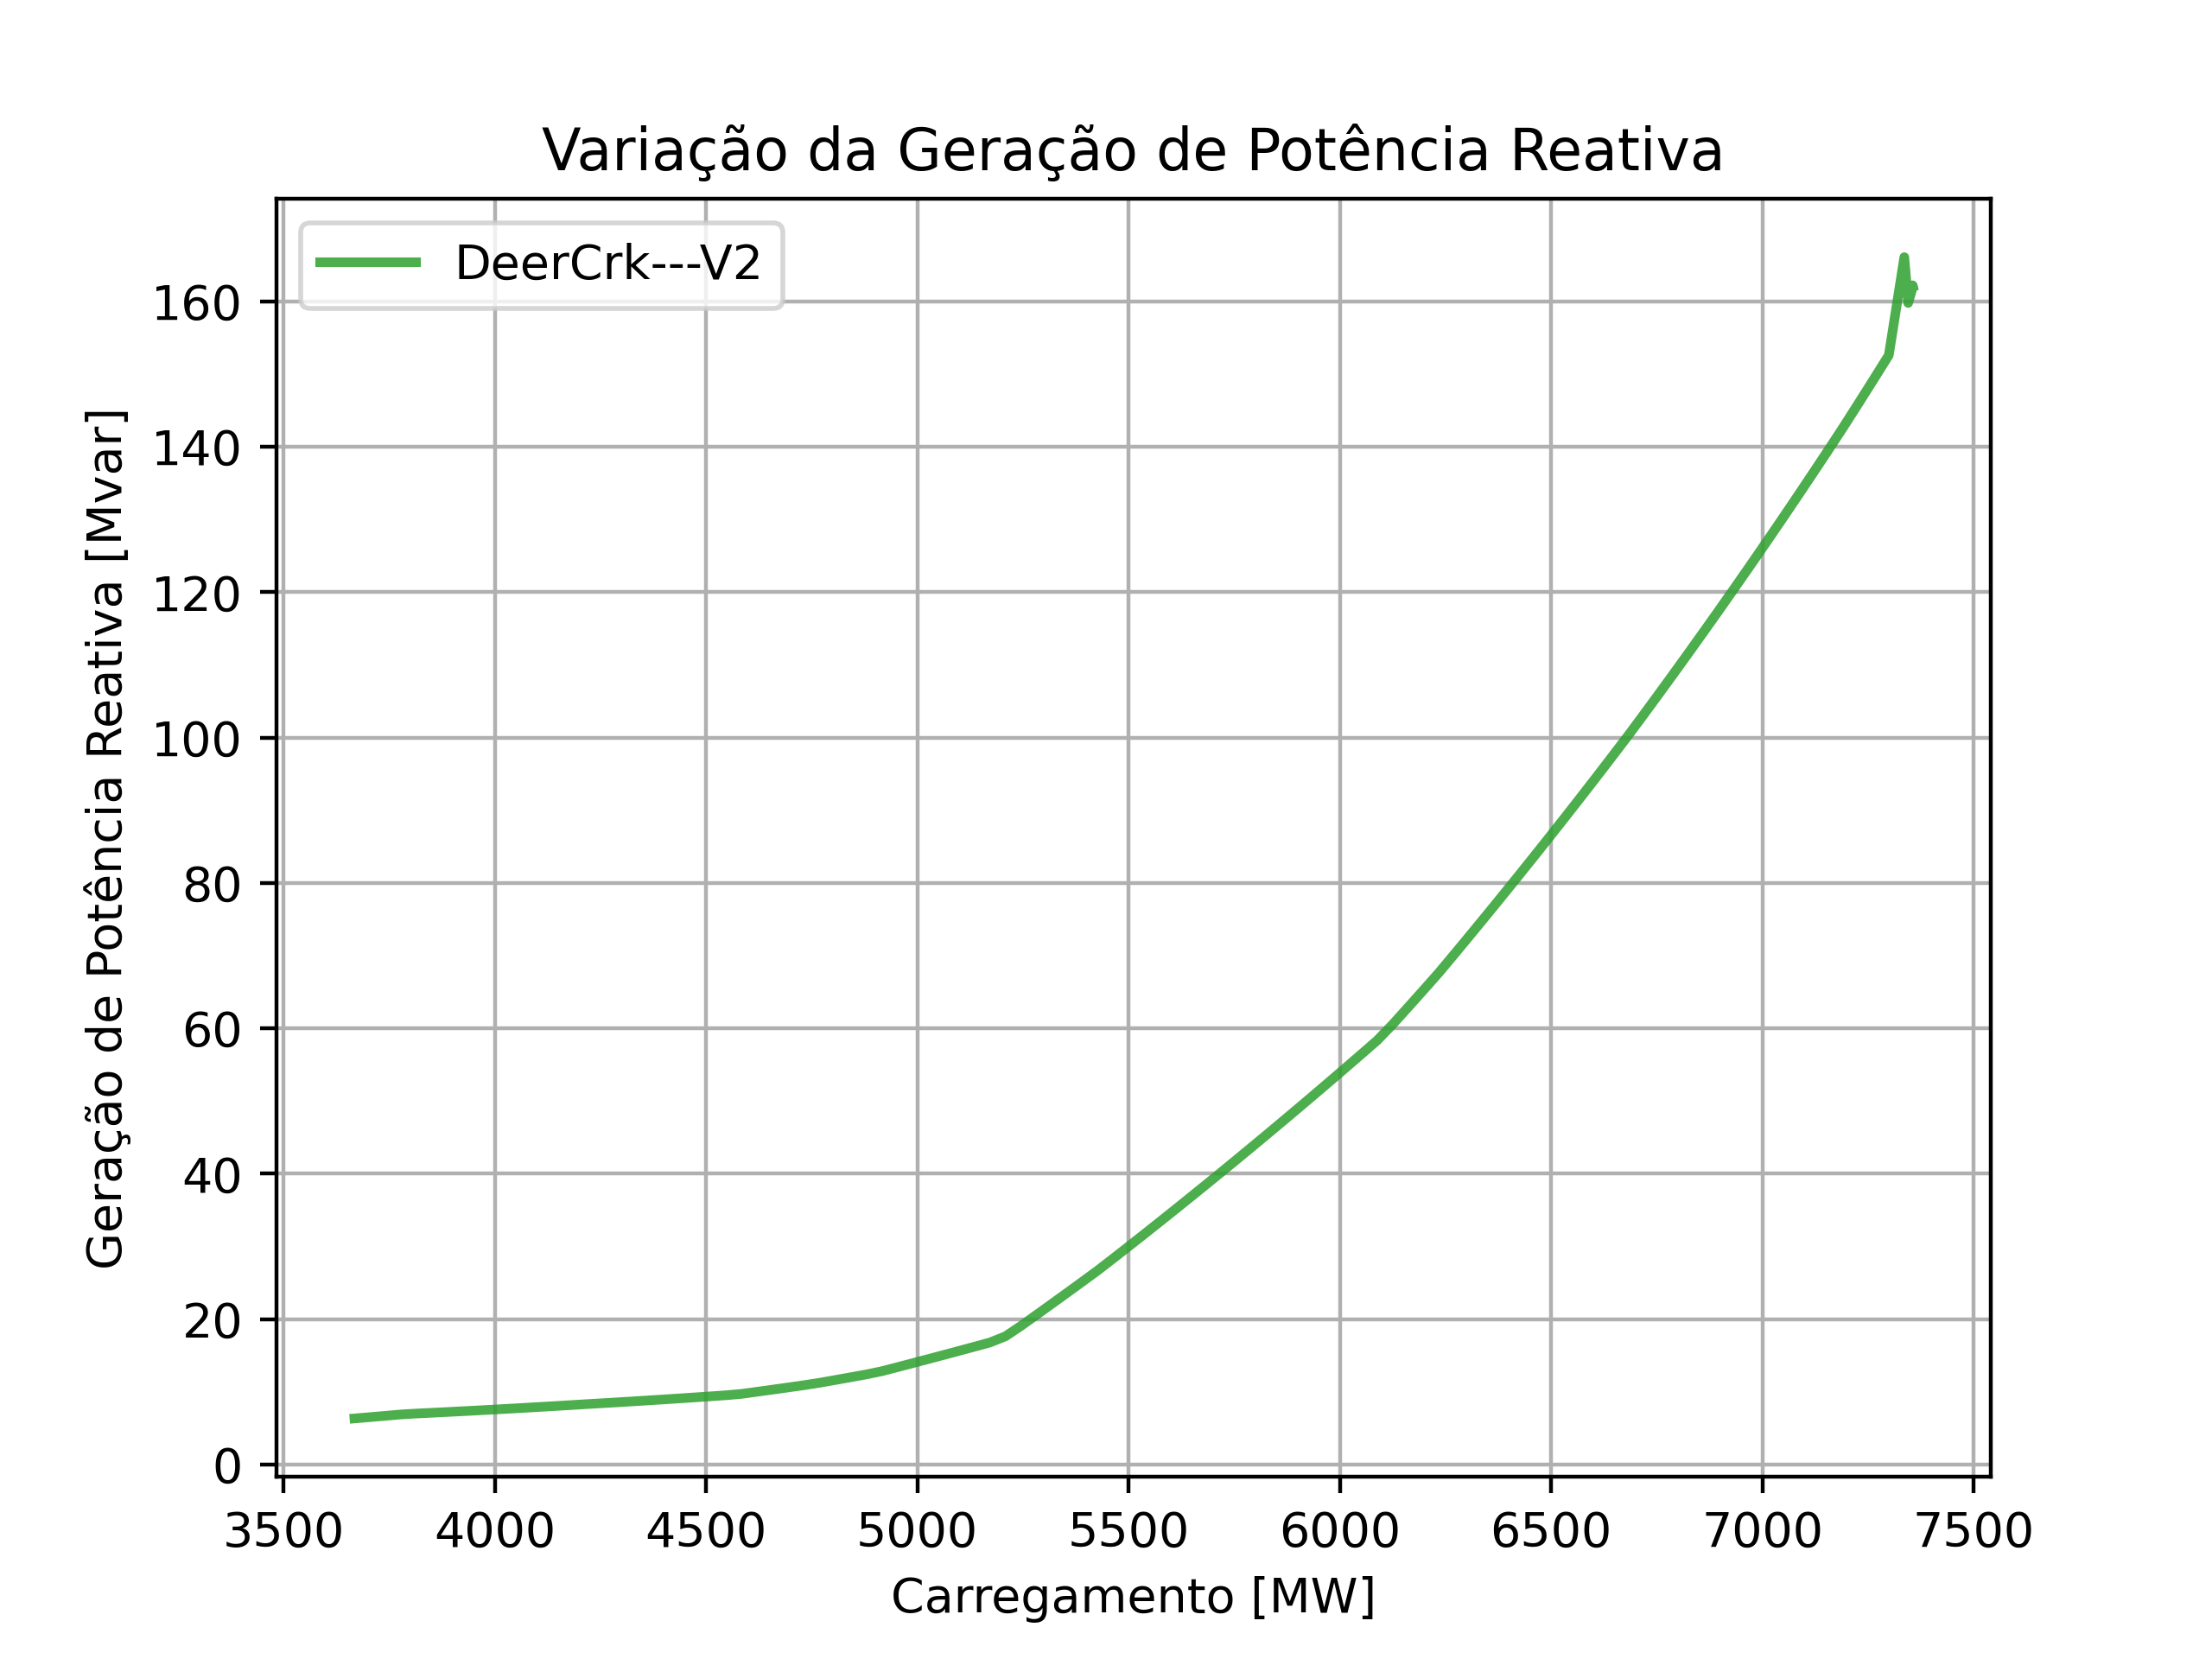 Variação da Geração de Potência Reativa
DeerCrk---V2
Geração de Potência Reativa [Mvar]
160
140
120
100
80
60
40
20
0
3500 4000 4500 5000 5500 6000 6500 7000 7500
Carregamento [MW]